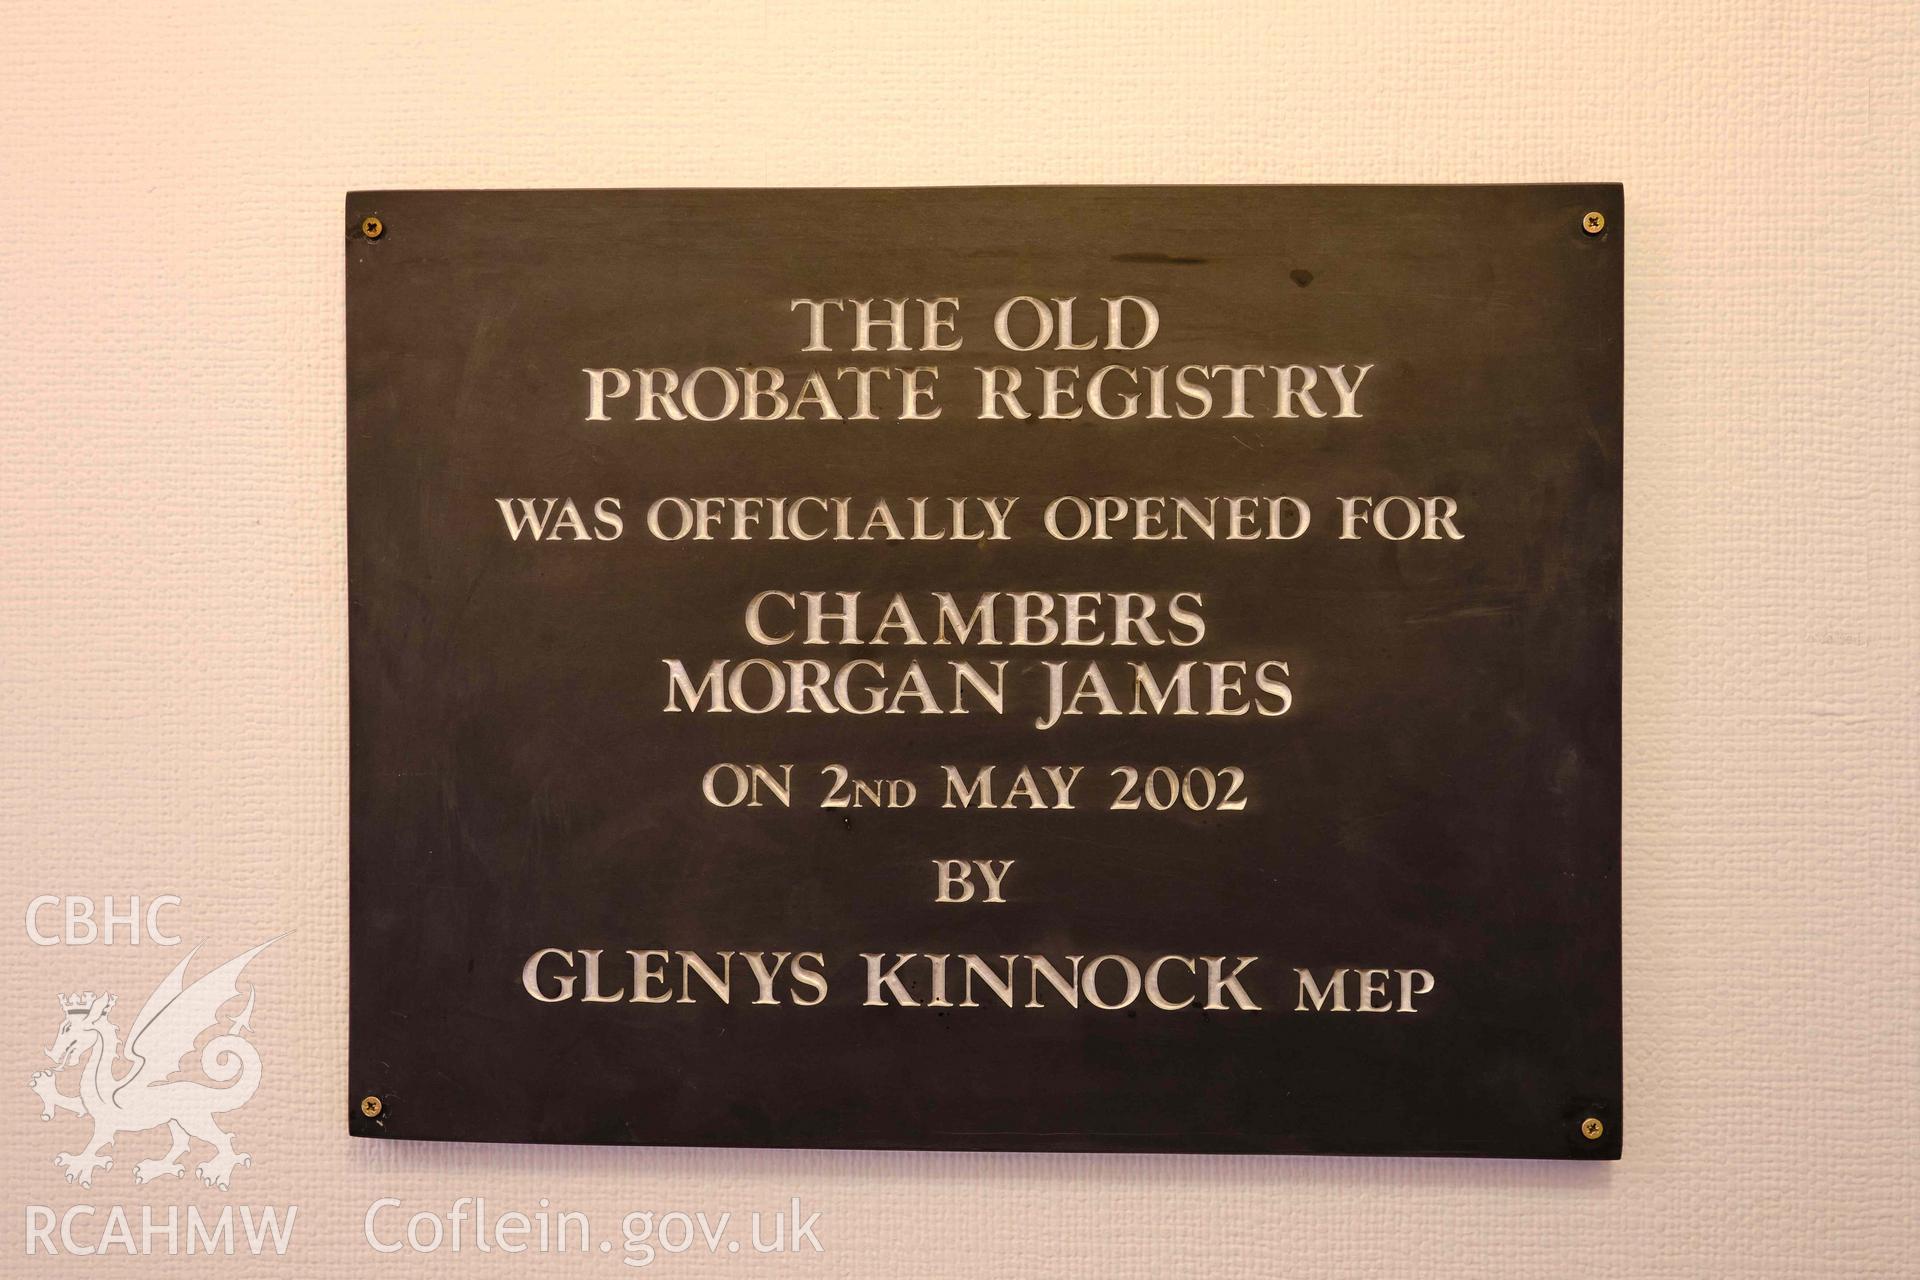 THE OLD
PROBATE REGISTRY
WAS OFFICIALLY OPENED FOR
CHAMBERS
MORGAN JAMES
ON 2ND MAY 2002
BY
GLENYS KINNOCK MEP
CBHC
RCAHMW
Coflein.gov.uk